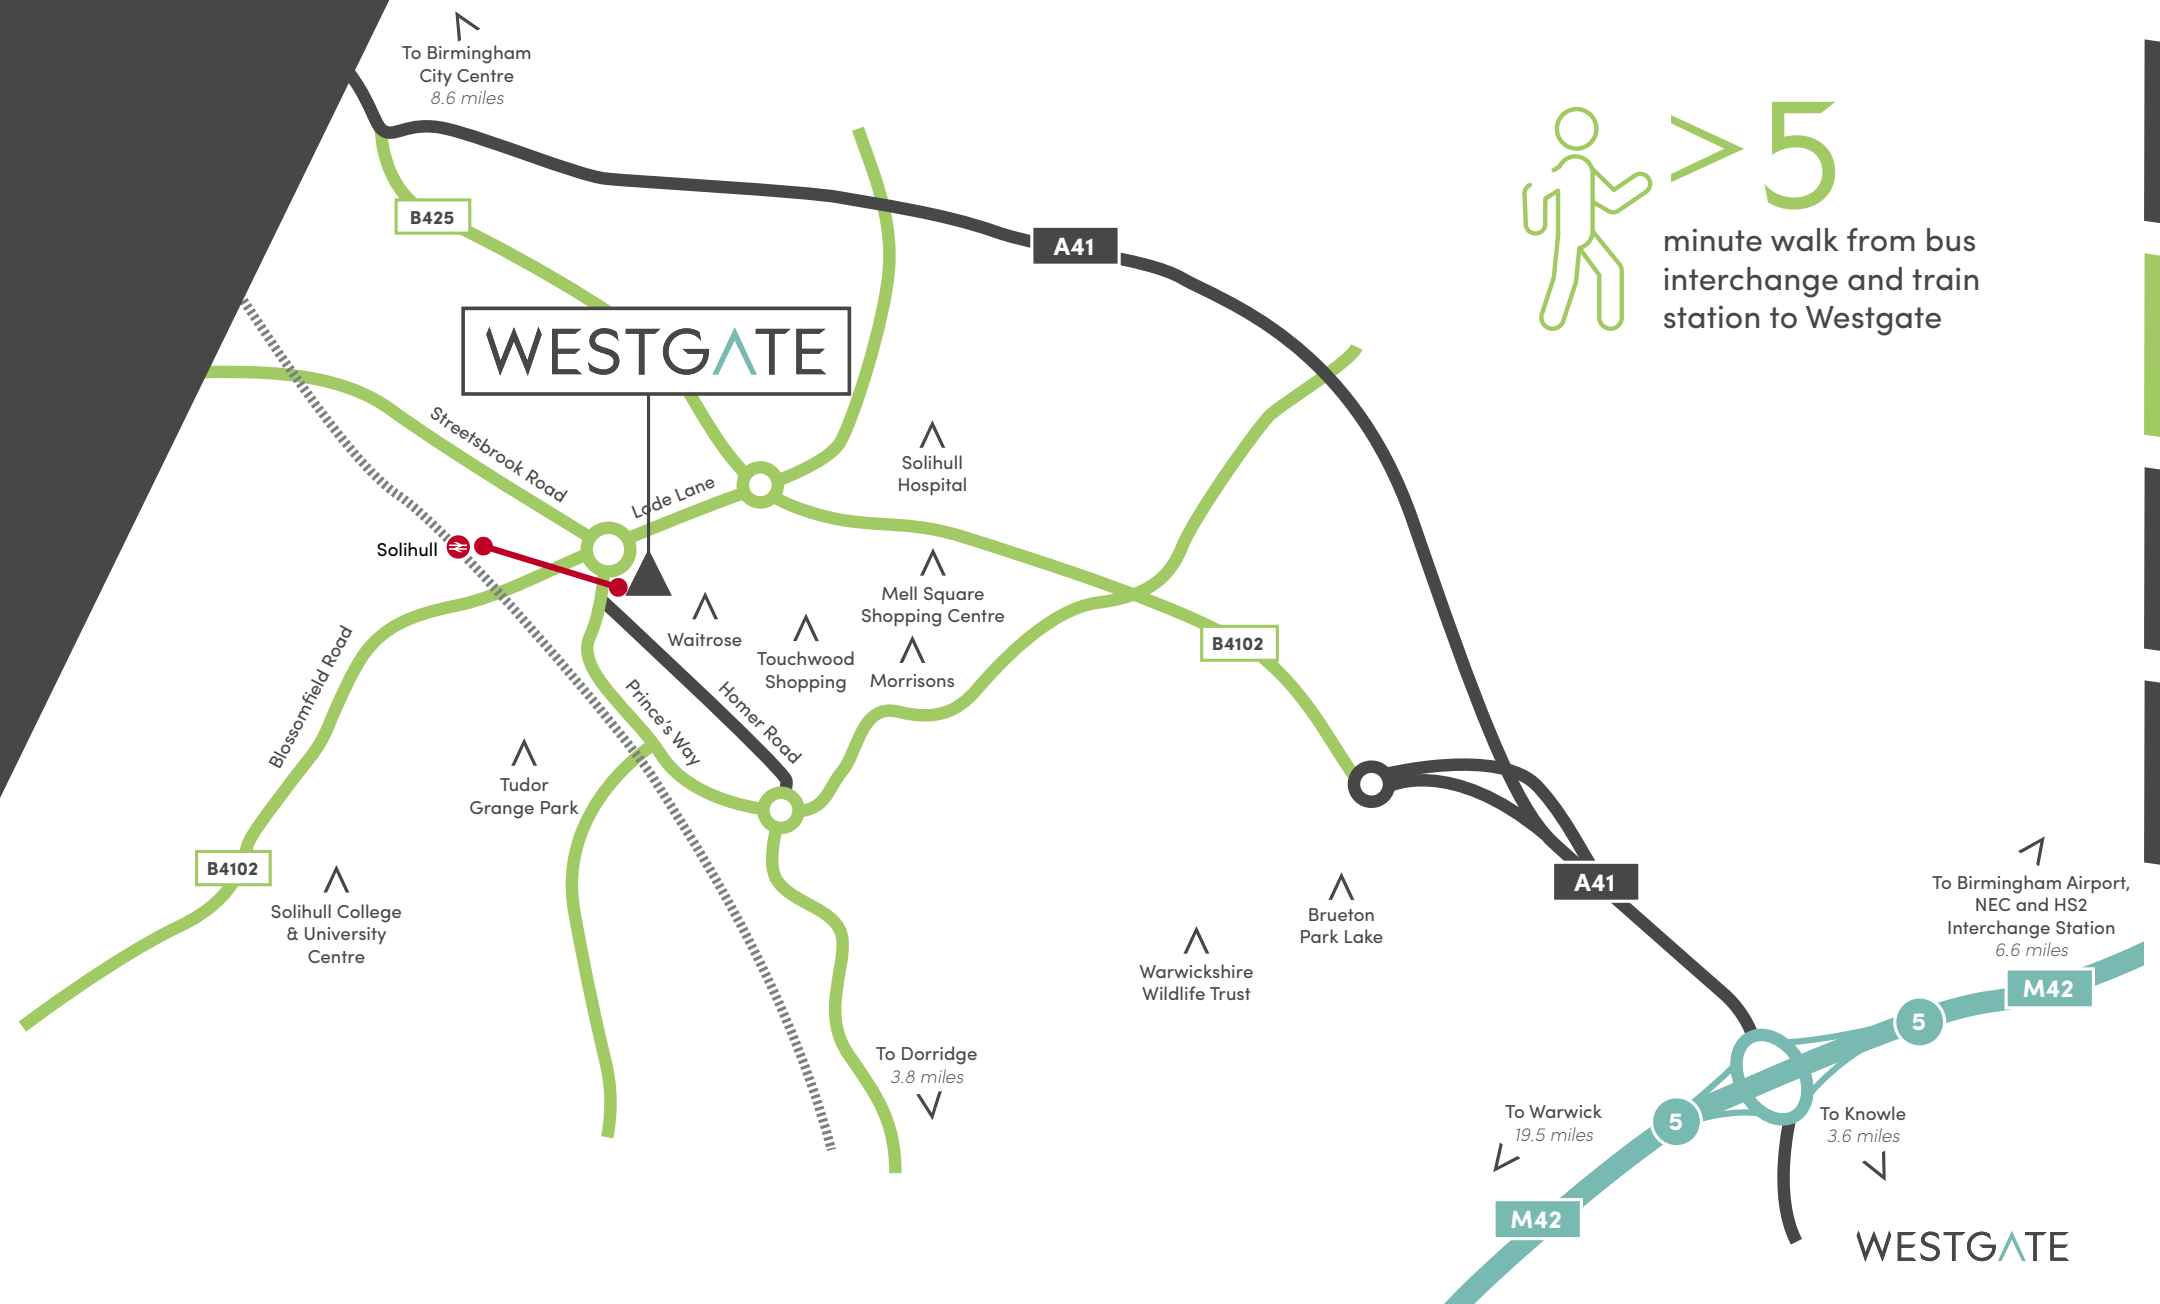 To Birmingham
City Centre
8.6 miles
>5
minute walk from bus
interchange and train
station to Westgate
B425
A41
WESTGATE
Streetsbrook Road
Lode Lane
Solihull
Hospital
Solihull
Mell Square
Shopping Centre
Waitrose
Touchwood
Shopping
Morrisons
B4102
Blossomfield Road
Prince's Way
Homer Road
Tudor
Grange Park
B4102
Solihull College
& University
Centre
A41
Brueton
Park Lake
Warwickshire
Wildlife Trust
To Birmingham Airport,
NEC and HS2
Interchange Station
6.6 miles
M42
5
To Dorridge
3.8 miles
To Warwick
19.5 miles
5
To Knowle
3.6 miles
M42
WESTGATE